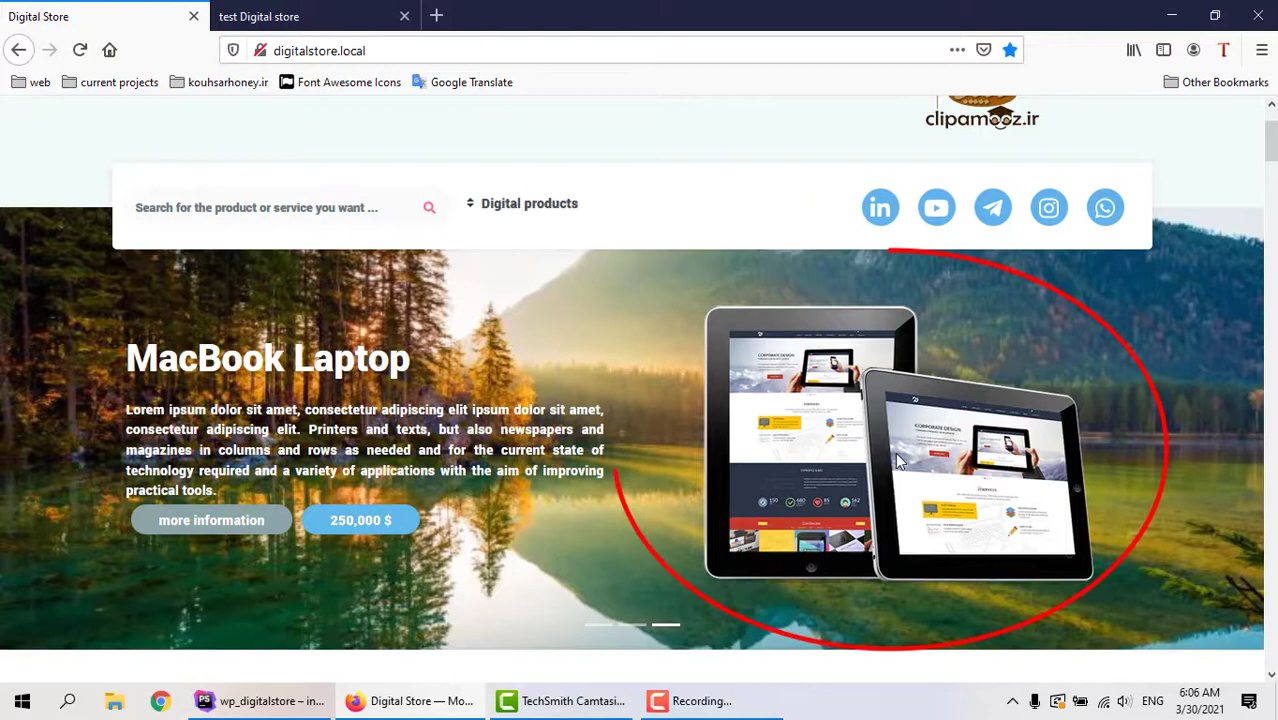 Digital Store
test Digital store
digitalstore.local
web
current projects
kouhsarhoney.ir
Font Awesome Icons
Google Translate
Other Bookmarks
clipamooz.ir
Search for the product or service you want ...
Digital products
MacBook Laptop
Lorem ipsum dolor sit amet, consectetur adipiscing elit ipsum dolor sit amet,
consectetur adipiscing elit. Printers and texts, but also newspapers and
magazines in columns and rows as needed and for the current state of
technology required and a variety of applications with the aim of improving
practical tools.
more information
250,000 $
CORPORATE DESIGN
CORPORATE DESIGN
wp_digitalstore – in...
Digital Store — Mo...
TechSmith Camtasi...
Recording...
ENG
6:06 AM
3/30/2021